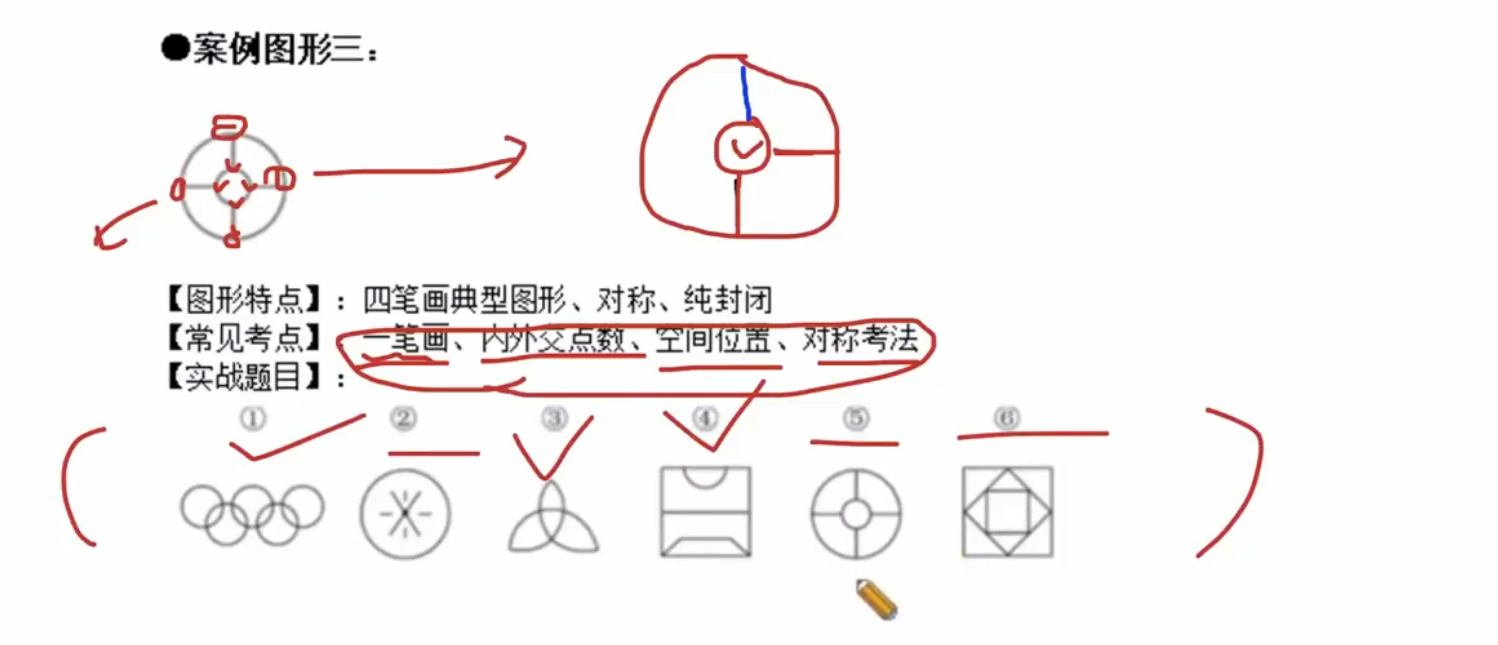 ●案例图形三：
【图形特点】：四笔画典型图形、对称、纯封闭
【常见考点】：一笔画、内外交点数、空间位置、对称考法
【实战题目】：
① ② ③ ④ ⑤ ⑥